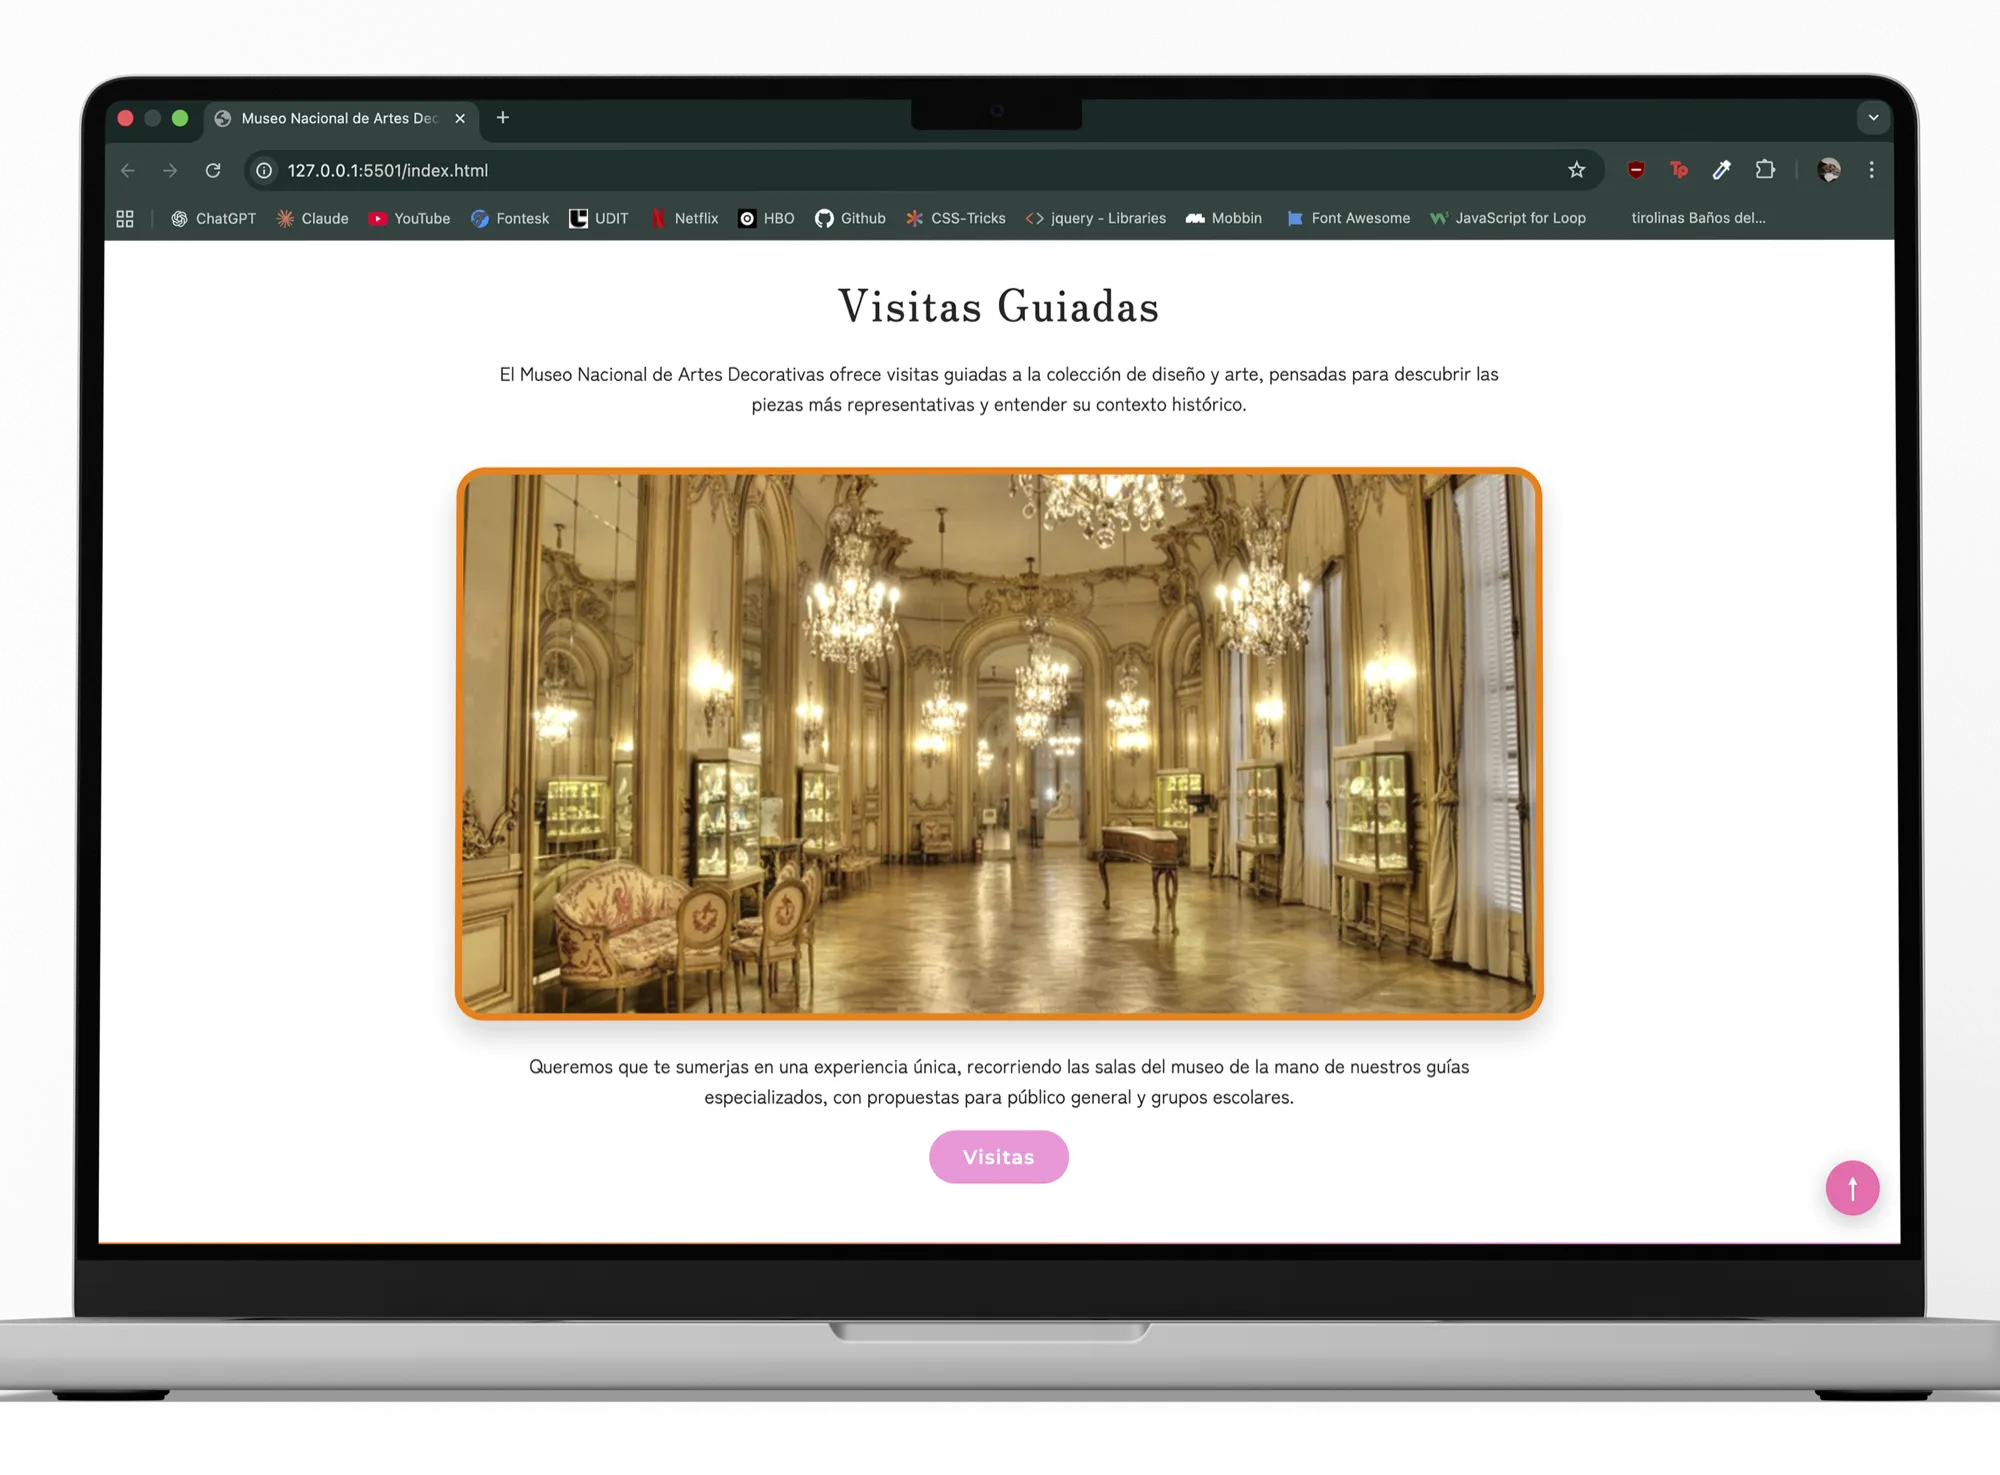 Museo Nacional de Artes Dec
127.0.0.1:5501/index.html
Tp
ChatGPT Claude YouTube Fontesk UDIT Netflix HBO Github CSS-Tricks jquery - Libraries Mobbin Font Awesome JavaScript for Loop tirolinas Baños del...
Visitas Guiadas
El Museo Nacional de Artes Decorativas ofrece visitas guiadas a la colección de diseño y arte, pensadas para descubrir las
piezas más representativas y entender su contexto histórico.
Queremos que te sumerjas en una experiencia única, recorriendo las salas del museo de la mano de nuestros guías
especializados, con propuestas para público general y grupos escolares.
Visitas